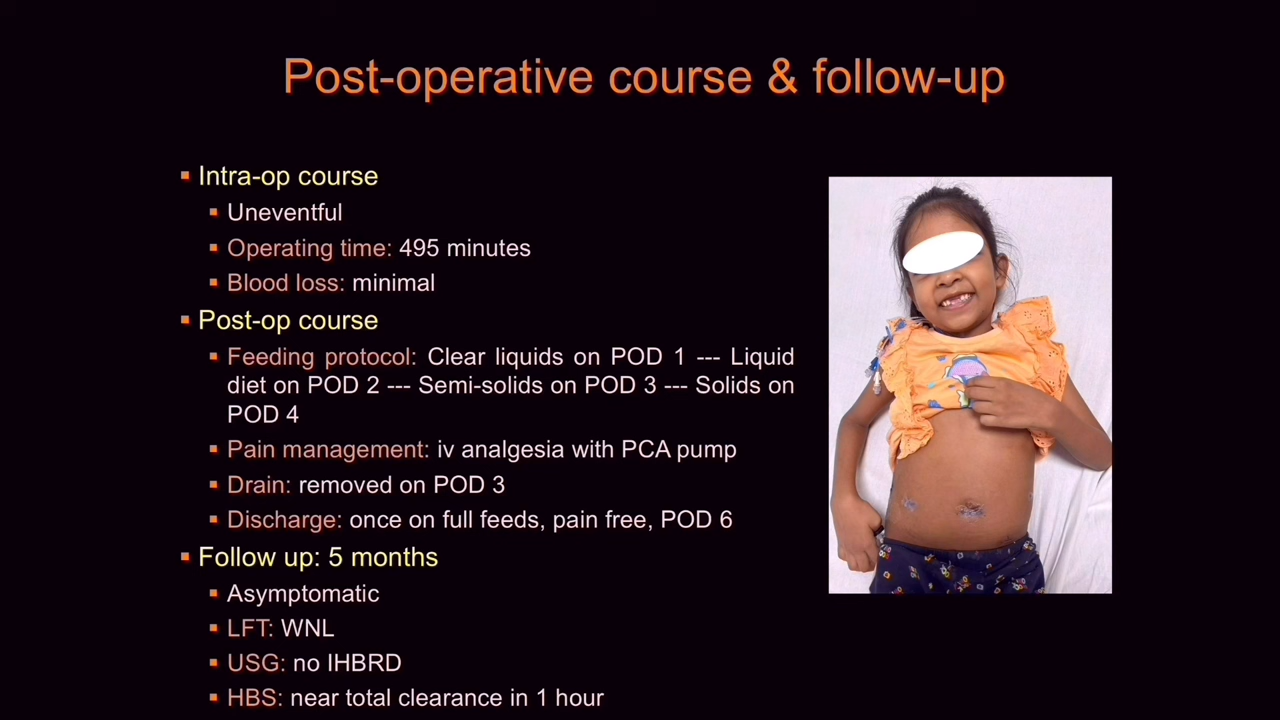 Post-operative course & follow-up
Intra-op course
Uneventful
Operating time: 495 minutes
Blood loss: minimal
Post-op course
Feeding protocol: Clear liquids on POD 1 --- Liquid
diet on POD 2 --- Semi-solids on POD 3 --- Solids on
POD 4
Pain management: iv analgesia with PCA pump
Drain: removed on POD 3
Discharge: once on full feeds, pain free, POD 6
Follow up: 5 months
Asymptomatic
LFT: WNL
USG: no IHBRD
HBS: near total clearance in 1 hour